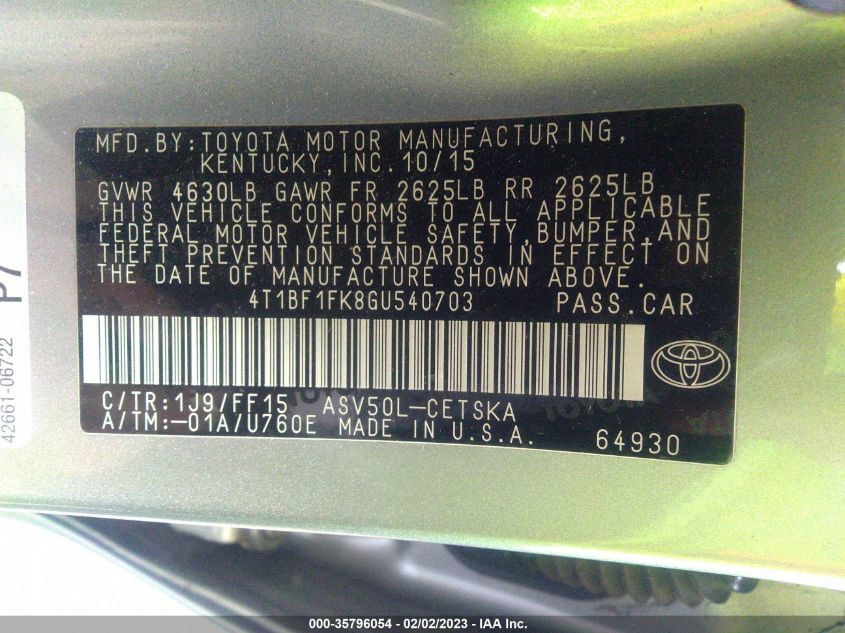 MFD.BY:TOYOTA MOTOR MANUFACTURING,
KENTUCKY,INC.10/15
GVWR 4630LB GAWR FR 2625LB RR 2625LB
THIS VEHICLE CONFORMS TO ALL APPLICABLE
FEDERAL MOTOR VEHICLE SAFETY,BUMPER,AND
THEFT PREVENTION STANDARDS IN EFFECT ON
THE DATE OF MANUFACTURE SHOWN ABOVE.
4T1BF1FK8GU540703 PASS.CAR
C/TR:1J9/FF15 ASV50L-CETSKA
A/TM:-01A/U760E MADE IN U.S.A. 64930
P7
42661-06722
000-35796054 - 02/02/2023 - IAA Inc.